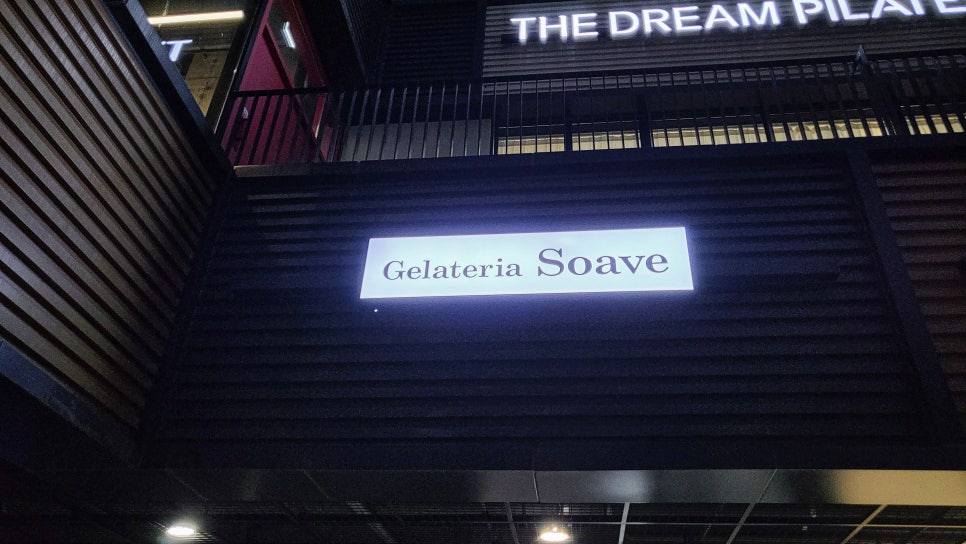 THE DREAM PILATE
Gelateria Soave